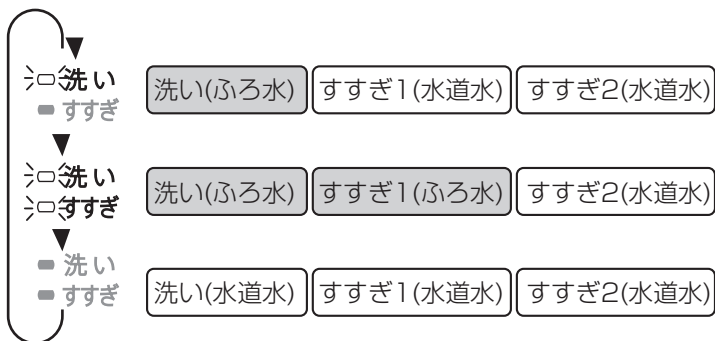 洗い 洗い(ふろ水) すすぎ1(水道水) すすぎ2(水道水)
すすぎ
洗い 洗い(ふろ水) すすぎ1(ふろ水) すすぎ2(水道水)
すすぎ
洗い 洗い(水道水) すすぎ1(水道水) すすぎ2(水道水)
すすぎ